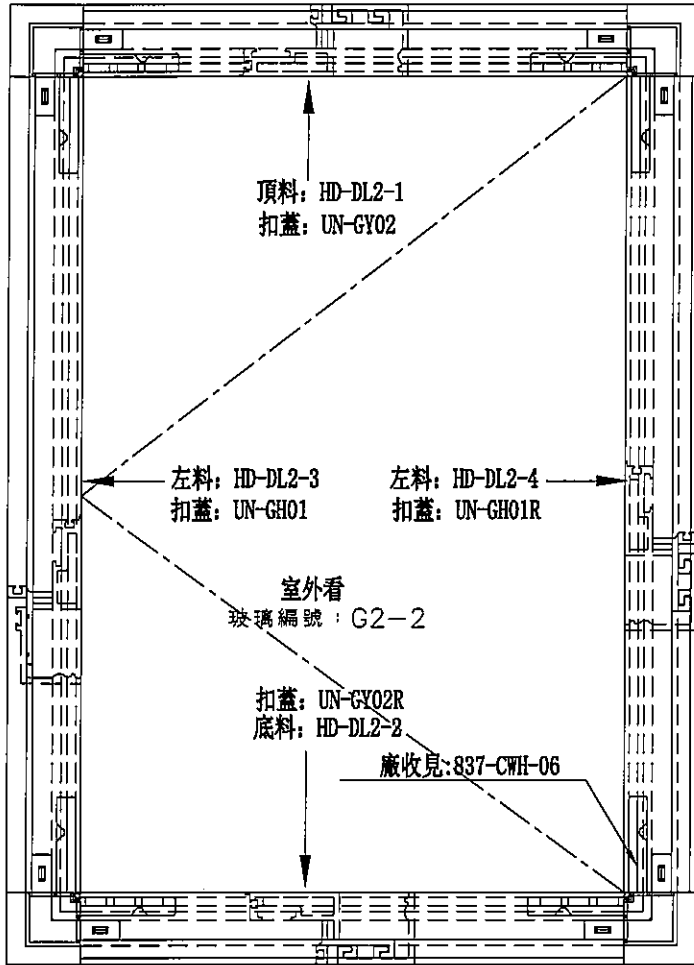 頂料: HD-DL2-1
扣蓋: UN-GY02
左料: HD-DL2-3
扣蓋: UN-GH01
左料: HD-DL2-4
扣蓋: UN-GH01R
室外看
玻璃編號：G2-2
扣蓋: UN-GY02R
底料: HD-DL2-2
廠收見:837-CWH-06